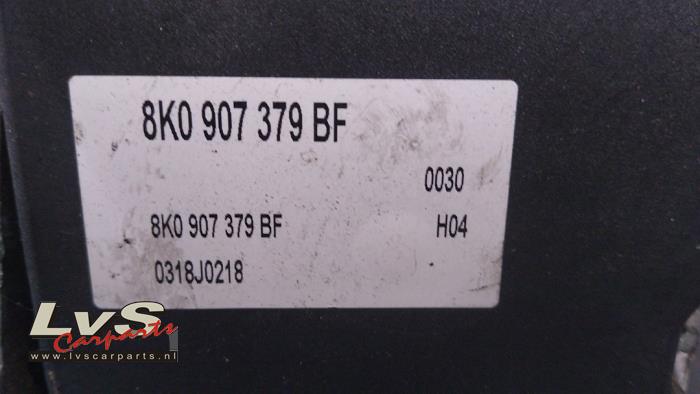 8K0 907 379 BF
0030
8K0 907 379 BF H04
0318J0218
LvS
Carparts
www.lvscarparts.nl